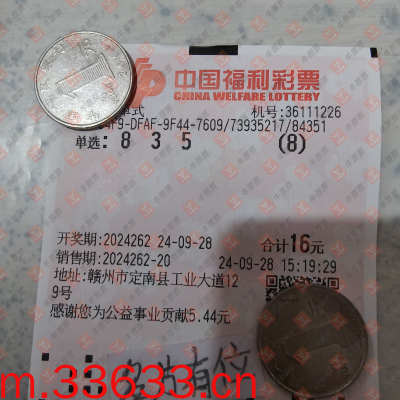 中国福利彩票
CHINA WELFARE LOTTERY
单式 机号:36111226
F9-DFAF-9F44-7609/73935217/84351
单选: 8 3 5 (8)
开奖期:2024262 24-09-28 合计16元
销售期:2024262-20 24-09-28 15:19:29
地址:赣州市定南县工业大道12
9号
感谢您为公益事业贡献5.44元
有位
m.33633.cn